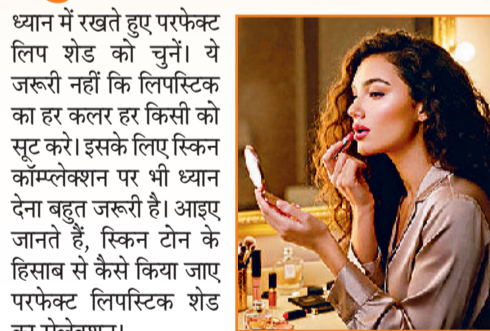 ध्यान में रखते हुए परफेक्ट
लिप शेड को चुनें। ये
जरूरी नहीं कि लिपस्टिक
का हर कलर हर किसी को
सूट करे। इसके लिए स्किन
कॉम्प्लेक्शन पर भी ध्यान
देना बहुत जरूरी है। आइए
जानते हैं, स्किन टोन के
हिसाब से कैसे किया जाए
परफेक्ट लिपस्टिक शेड